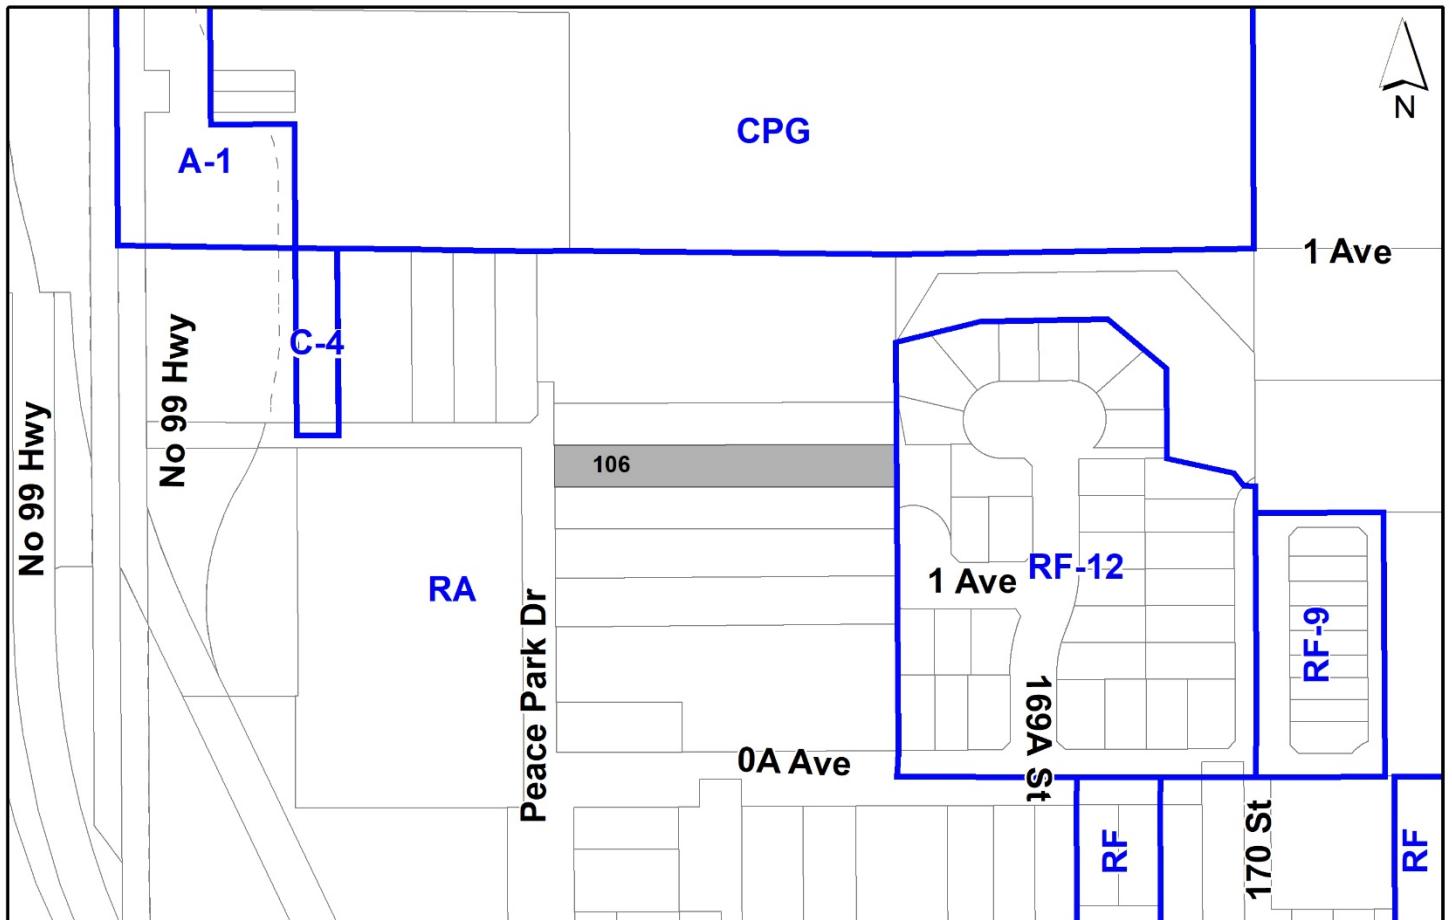 CPG
N
A-1
1 Ave
C-4
No 99 Hwy
No 99 Hwy
106
RA
1 Ave
RF-12
RF-9
Peace Park Dr
169A St
0A Ave
170 St
RF
RF